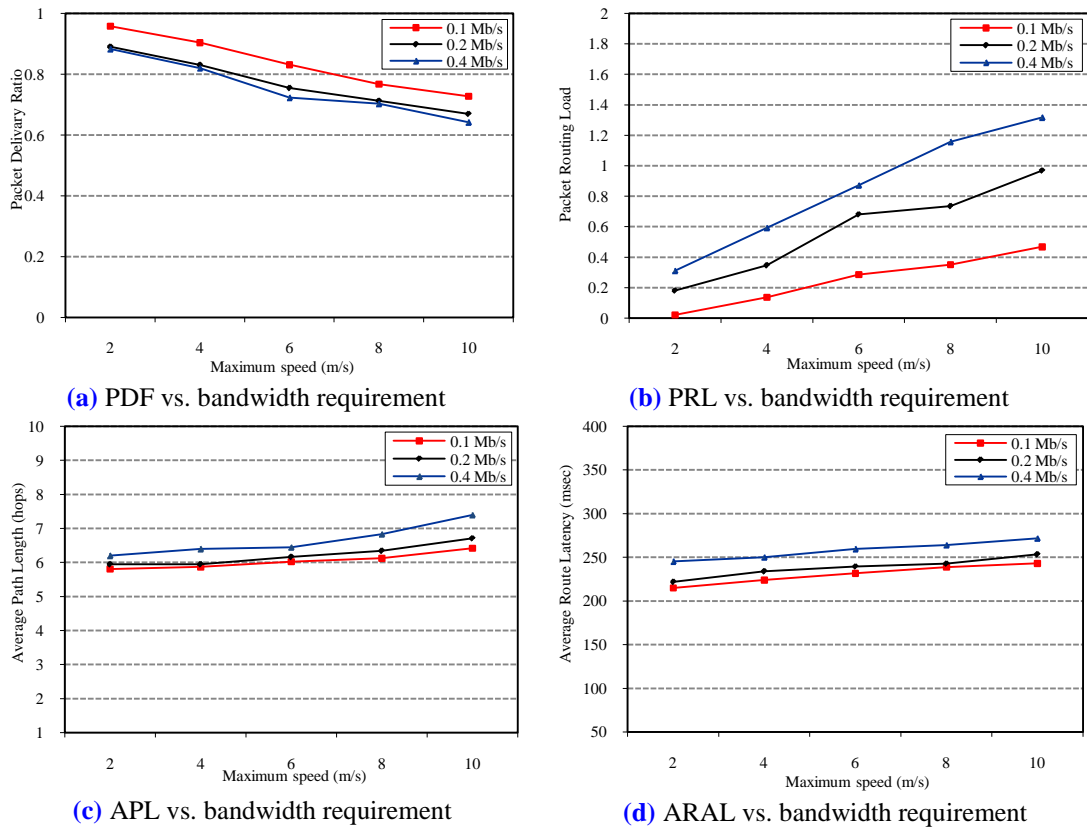 1
0.8
0.6
0.4
0.2
0
Packet Delivary Ratio
0.1 Mb/s
0.2 Mb/s
0.4 Mb/s
2 4 6 8 10
Maximum speed (m/s)
(a) PDF vs. bandwidth requirement
2
1.8
1.6
1.4
1.2
1
0.8
0.6
0.4
0.2
0
Packet Routing Load
0.1 Mb/s
0.2 Mb/s
0.4 Mb/s
2 4 6 8 10
Maximum speed (m/s)
(b) PRL vs. bandwidth requirement
10
9
8
7
6
5
4
3
2
1
Average Path Length (hops)
0.1 Mb/s
0.2 Mb/s
0.4 Mb/s
2 4 6 8 10
Maximum speed (m/s)
(c) APL vs. bandwidth requirement
400
350
300
250
200
150
100
50
Average Route Latency (msec)
0.1 Mb/s
0.2 Mb/s
0.4 Mb/s
2 4 6 8 10
Maximum speed (m/s)
(d) ARAL vs. bandwidth requirement